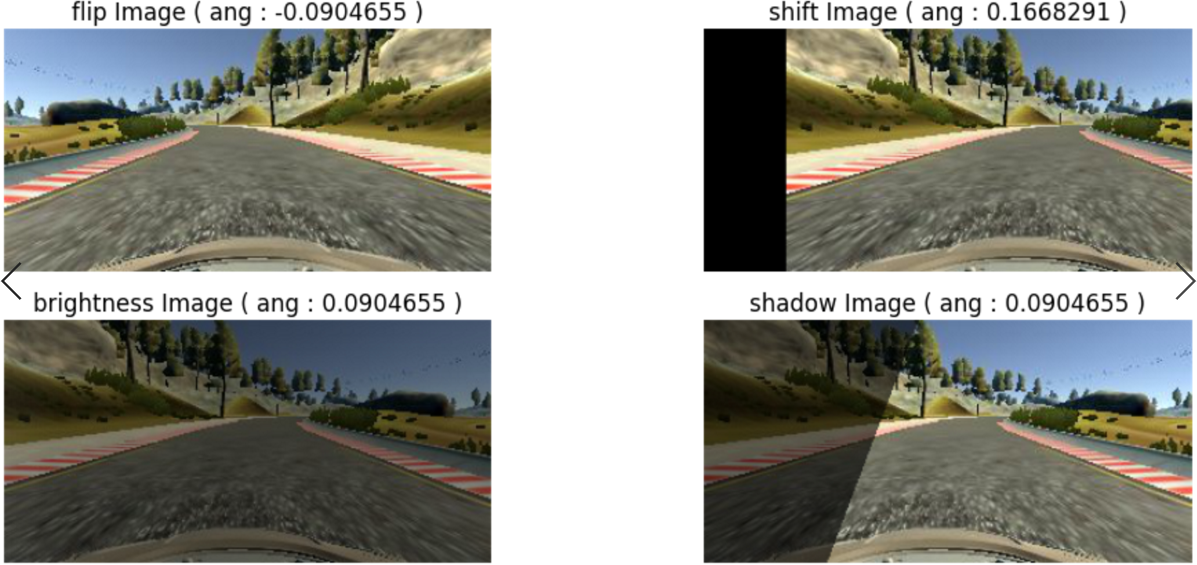 flip Image ( ang : -0.0904655 )
shift Image ( ang : 0.1668291 )
brightness Image ( ang : 0.0904655 )
shadow Image ( ang : 0.0904655 )